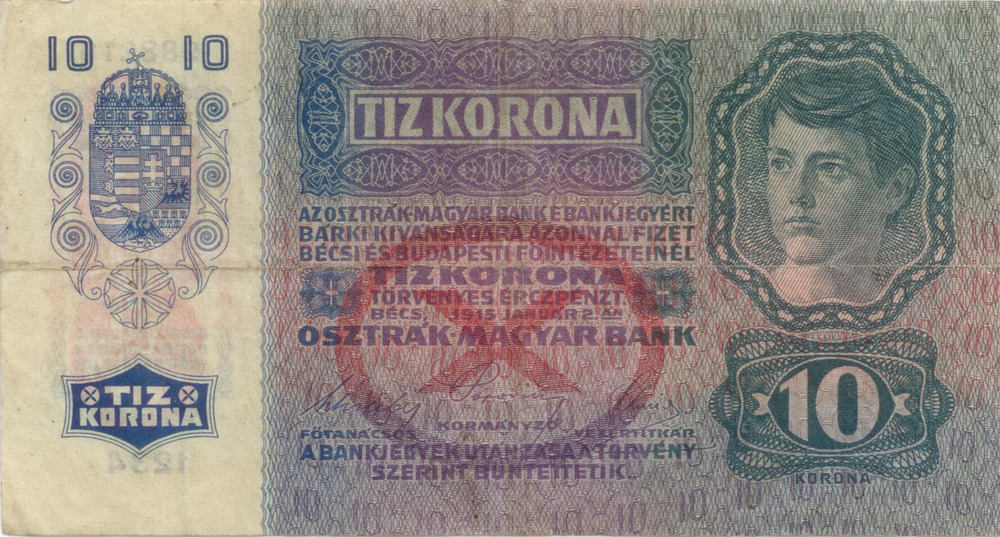 10 10
TIZ KORONA
AZ OSZTRÁK-MAGYAR BANK E BANKJEGYÉRT
BÁRKI KIVÁNSÁGÁRA AZONNAL FIZET
BÉCSI ÉS BUDAPESTI FŐINTÉZETEINÉL
TIZ KORONA
TÖRVÉNYES ÉRCZPÉNZT.
BÉCS, 1915 JANUÁR 2.ÁN
OSZTRÁK-MAGYAR BANK
KORMÁNYZÓ
FŐTANÁCSOS VEZÉRTITKÁR
A BANKJEGYEK UTÁNZÁSA A TÖRVÉNY
SZERINT BÜNTETTETIK.
TIZ
KORONA
10
KORONA